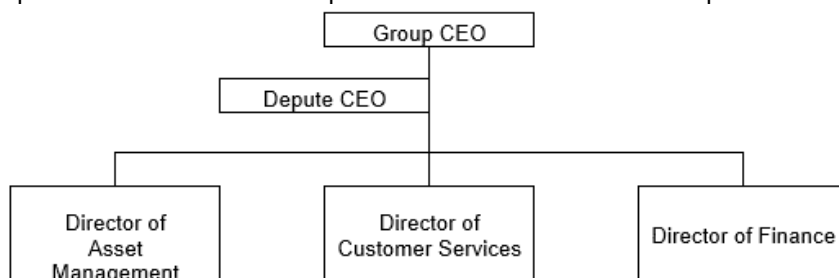 Group CEO
Depute CEO
Director of
Asset
Management
Director of
Customer Services
Director of Finance